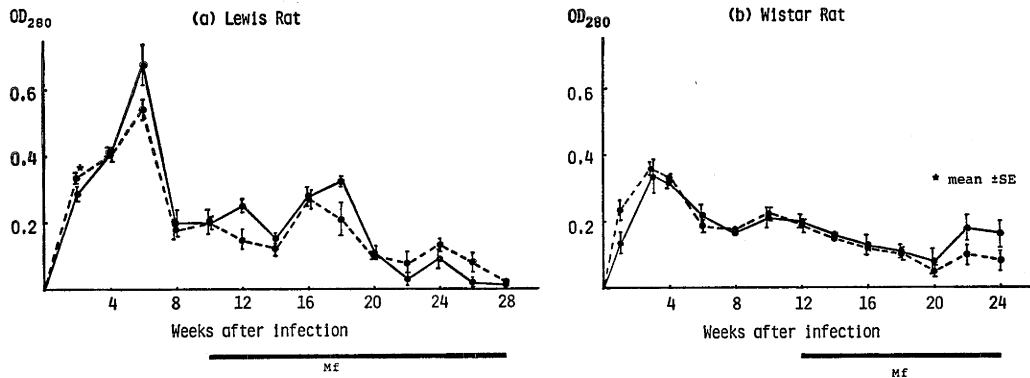 OD280
(a) Lewis Rat
0.6
0.4
0.2
*
4
8
12
16
20
24
28
Weeks after infection
Mf
OD280
(b) Wistar Rat
0.6
0.4
0.2
* mean ±SE
4
8
12
16
20
24
Weeks after infection
Mf